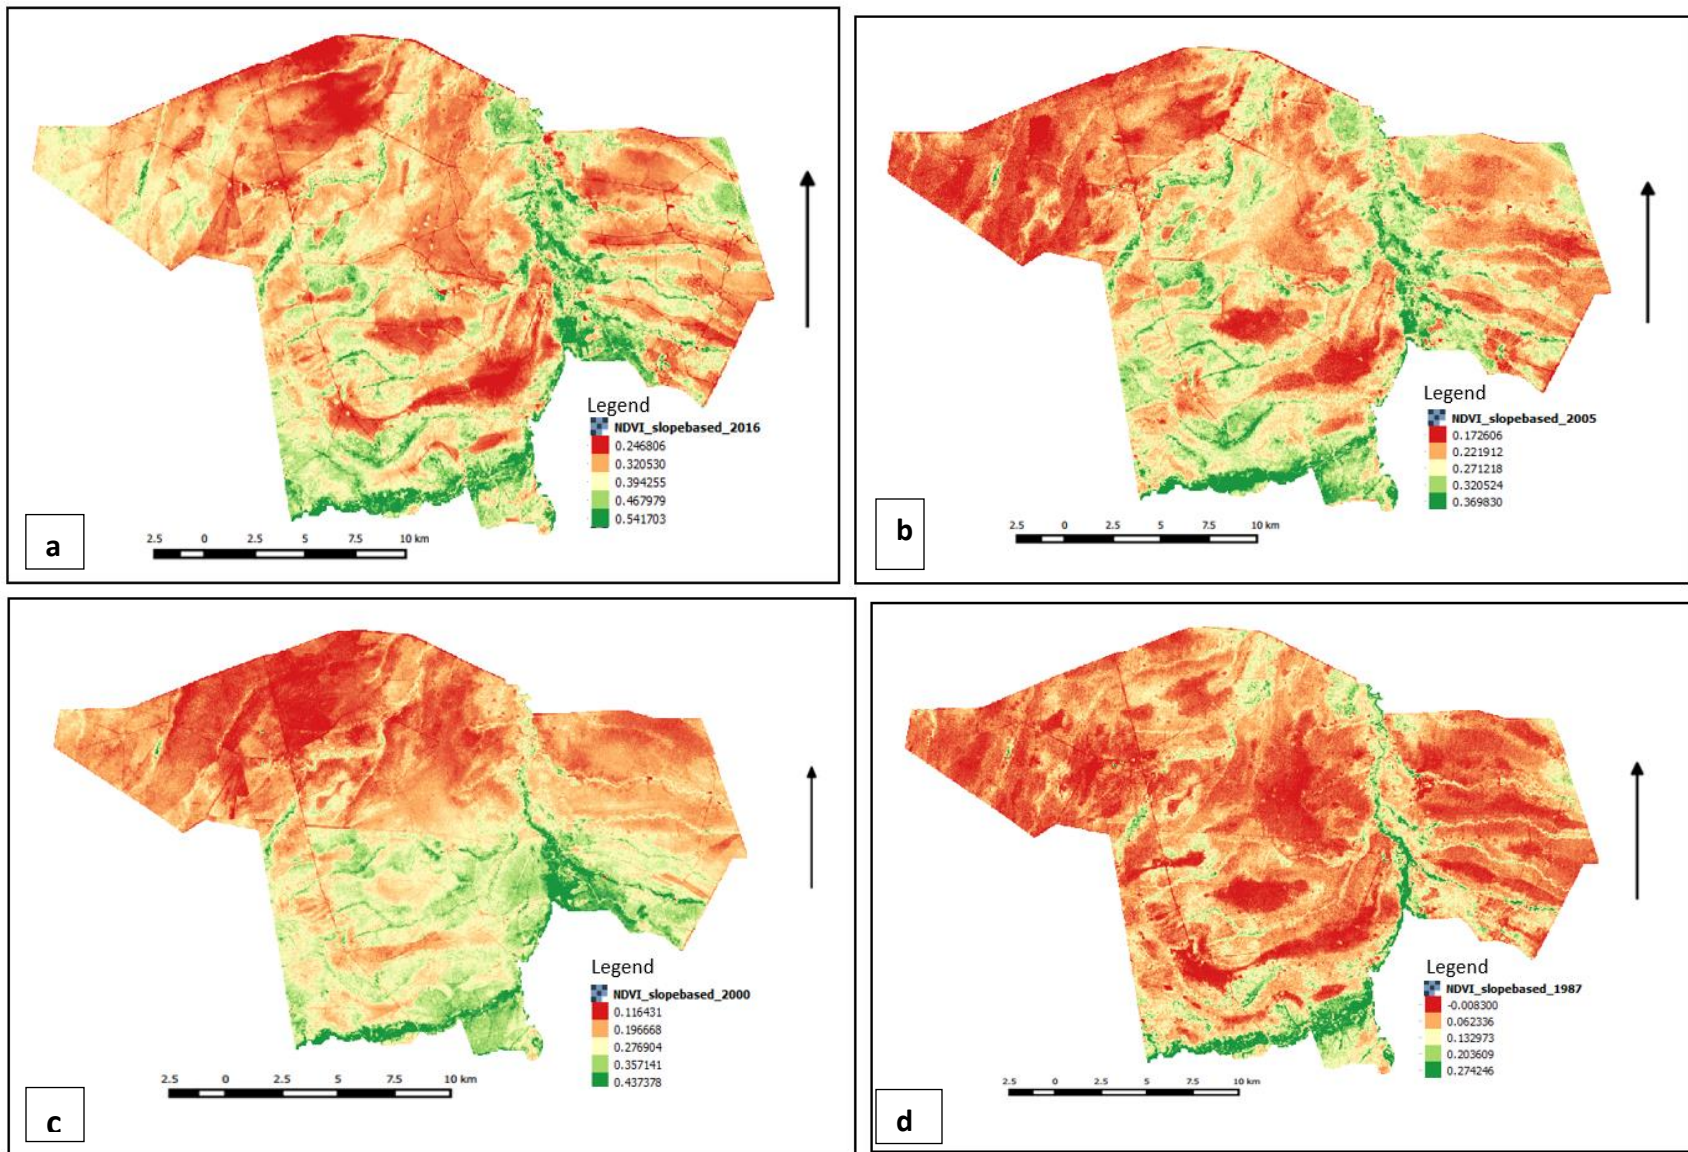 Legend
NDVI_slopebased_2016
0.246806
0.320530
0.394255
0.467979
0.541703
a
2.5 0 2.5 5 7.5 10 km
Legend
NDVI_slopebased_2005
0.172606
0.221912
0.271218
0.320524
0.369830
b
2.5 0 2.5 5 7.5 10 km
Legend
NDVI_slopebased_2000
0.116431
0.196668
0.276904
0.357141
0.437378
c
2.5 0 2.5 5 7.5 10 km
Legend
NDVI_slopebased_1987
-0.008300
0.062336
0.132973
0.203609
0.274246
d
2.5 0 2.5 5 7.5 10 km